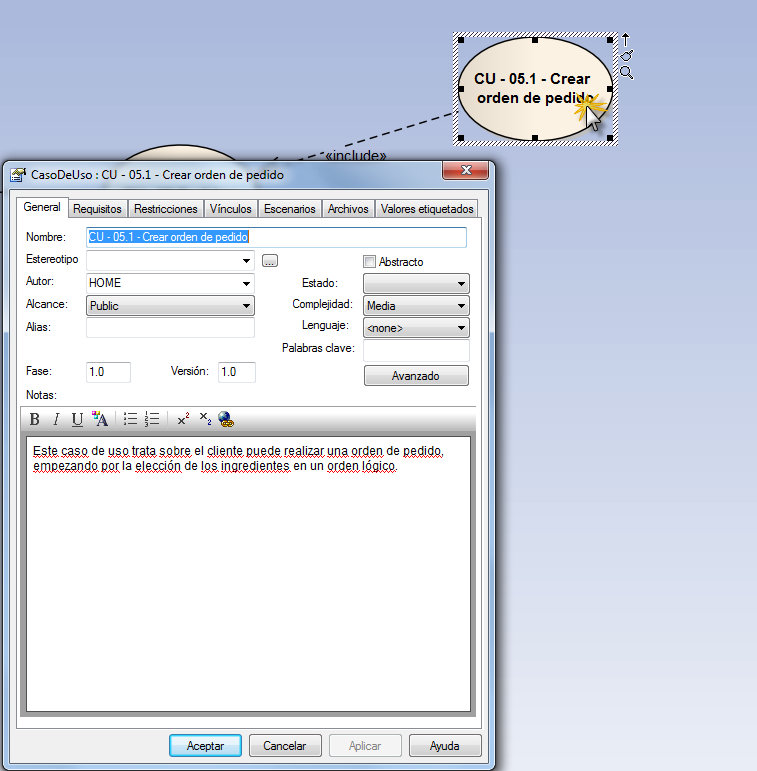 CU - 05.1 - Crear
orden de pedido
«include»
CasoDeUso : CU - 05.1 - Crear orden de pedido
General Requisitos Restricciones Vínculos Escenarios Archivos Valores etiquetados
Nombre: CU - 05.1 - Crear orden de pedido
Estereotipo ... Abstracto
Autor: HOME Estado:
Alcance: Public Complejidad: Media
Alias: Lenguaje: <none>
Palabras clave:
Fase: 1.0 Versión: 1.0 Avanzado
Notas:
B I U A x² x₂
Este caso de uso trata sobre el cliente puede realizar una orden de pedido,
empezando por la elección de los ingredientes en un orden lógico.
Aceptar Cancelar Aplicar Ayuda